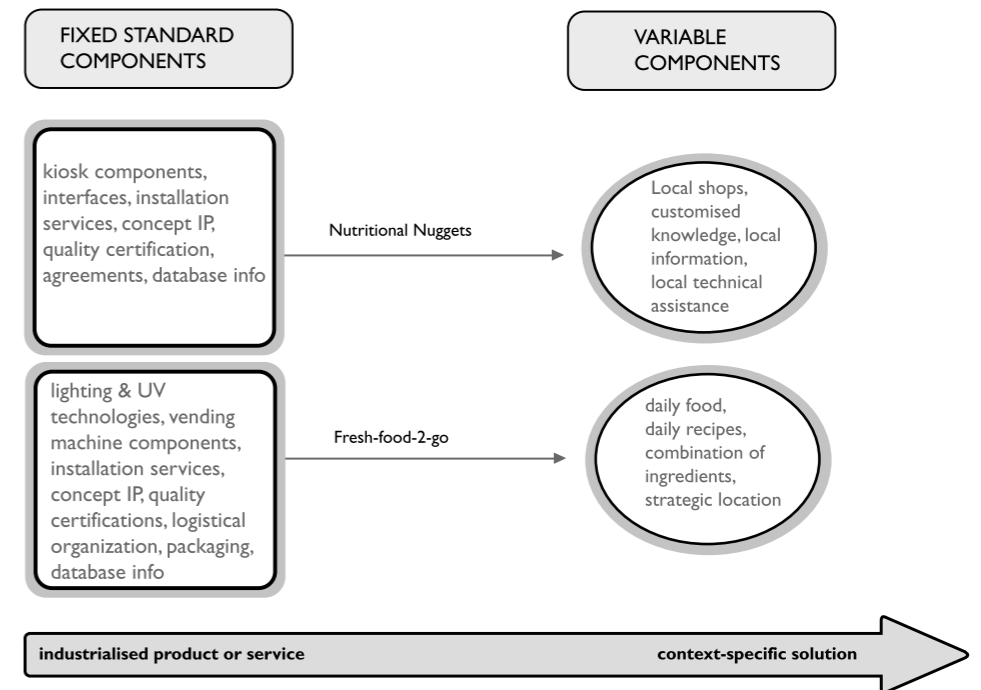 FIXED STANDARD
COMPONENTS
VARIABLE
COMPONENTS
kiosk components,
interfaces, installation
services, concept IP,
quality certification,
agreements, database info
Nutritional Nuggets
Local shops,
customised
knowledge, local
information,
local technical
assistance
lighting & UV
technologies, vending
machine components,
installation services,
concept IP, quality
certifications, logistical
organization, packaging,
database info
Fresh-food-2-go
daily food,
daily recipes,
combination of
ingredients,
strategic location
industrialised product or service
context-specific solution